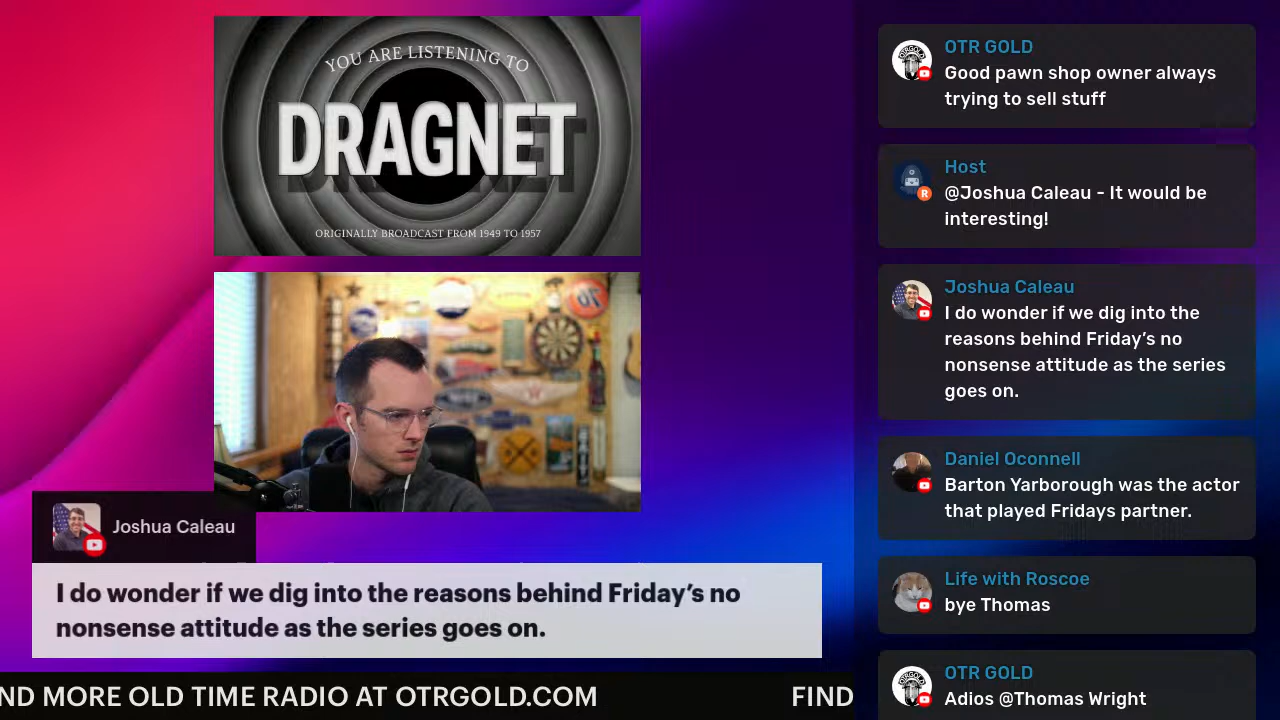 YOU ARE LISTENING TO
DRAGNET
ORIGINALLY BROADCAST FROM 1949 TO 1957
76
Joshua Caleau
I do wonder if we dig into the reasons behind Friday’s no
nonsense attitude as the series goes on.
ND MORE OLD TIME RADIO AT OTRGOLD.COM
FIND
OTR GOLD
Good pawn shop owner always
trying to sell stuff
Host
R
@Joshua Caleau - It would be
interesting!
Joshua Caleau
I do wonder if we dig into the
reasons behind Friday’s no
nonsense attitude as the series
goes on.
Daniel Oconnell
Barton Yarborough was the actor
that played Fridays partner.
Life with Roscoe
bye Thomas
OTR GOLD
Adios @Thomas Wright